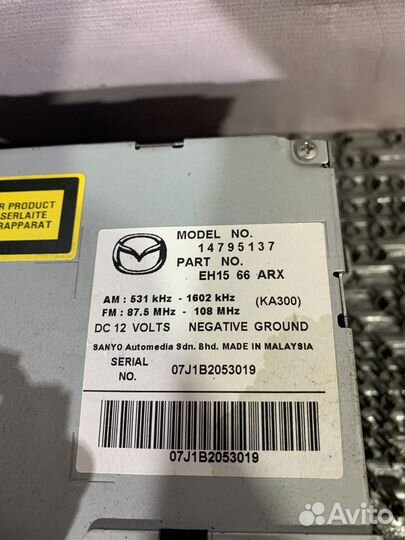 R PRODUCT
SERLAITE
RAPPARAT
MODEL NO.
14795137
PART NO.
EH15 66 ARX
AM : 531 kHz - 1602 kHz (KA300)
FM : 87.5 MHz - 108 MHz
DC 12 VOLTS NEGATIVE GROUND
SANYO Automedia Sdn. Bhd. MADE IN MALAYSIA
SERIAL NO. 07J1B2053019
07J1B2053019
Avito